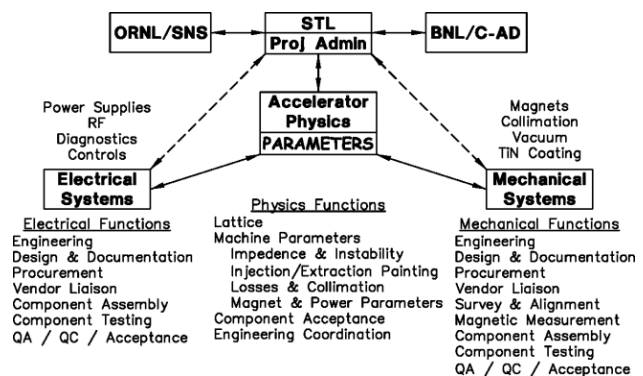 ORNL/SNS
STL
Proj Admin
BNL/C-AD
Accelerator
Physics
PARAMETERS
Power Supplies
RF
Diagnostics
Controls
Magnets
Collimation
Vacuum
TiN Coating
Electrical
Systems
Mechanical
Systems
Electrical Functions
Engineering
Design & Documentation
Procurement
Vendor Liaison
Component Assembly
Component Testing
QA / QC / Acceptance
Physics Functions
Lattice
Machine Parameters
Impedence & Instability
Injection/Extraction Painting
Losses & Collimation
Magnet & Power Parameters
Component Acceptance
Engineering Coordination
Mechanical Functions
Engineering
Design & Documentation
Procurement
Vendor Liaison
Survey & Alignment
Magnetic Measurement
Component Assembly
Component Testing
QA / QC / Acceptance